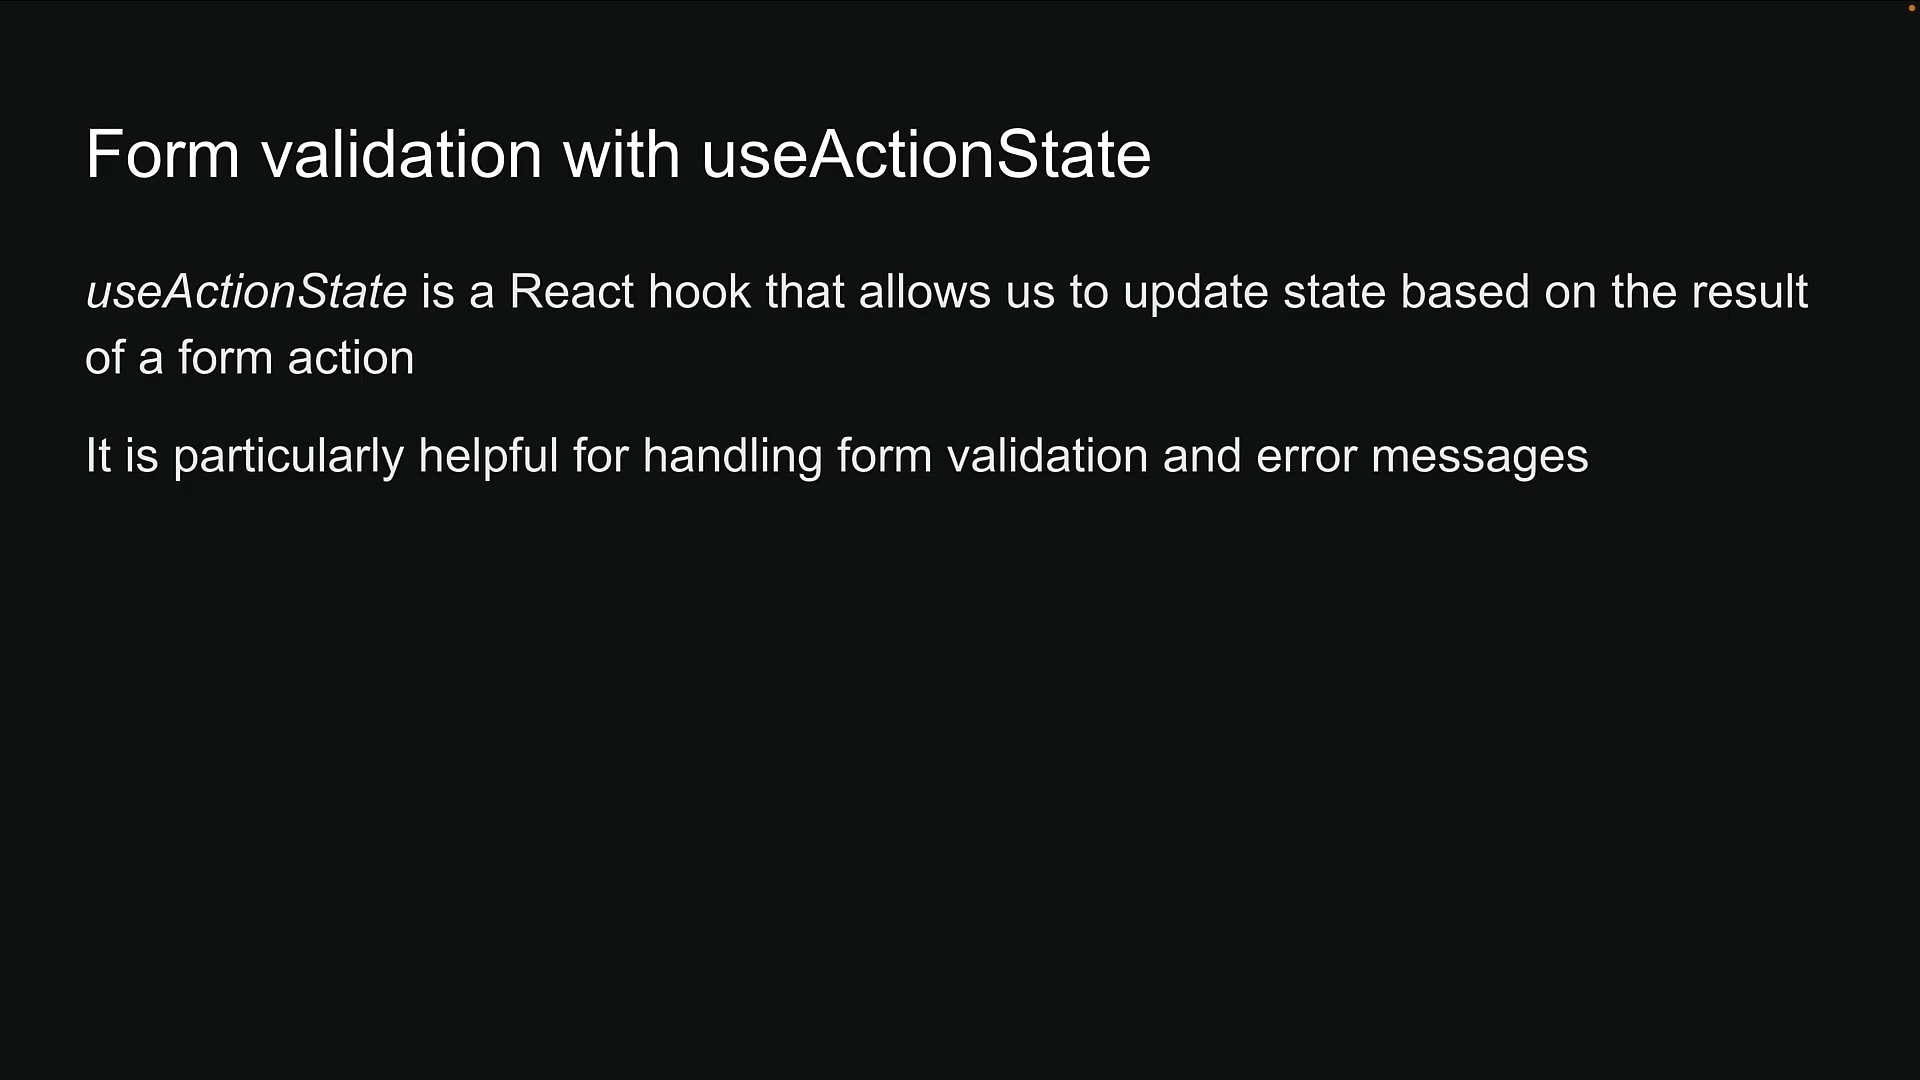 Form validation with useActionState
useActionState is a React hook that allows us to update state based on the result
of a form action
It is particularly helpful for handling form validation and error messages